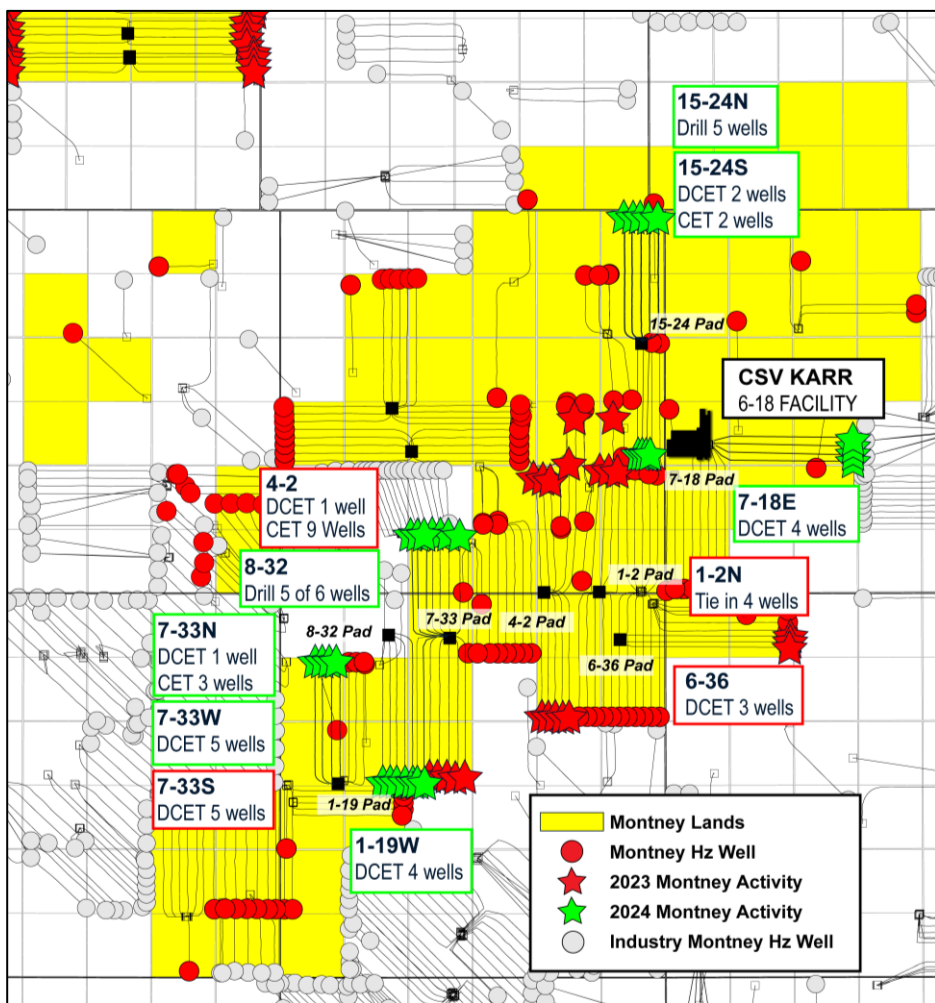 15-24N
Drill 5 wells
15-24S
DCET 2 wells
CET 2 wells
15-24 Pad
CSV KARR
6-18 FACILITY
7-18 Pad
7-18E
DCET 4 wells
4-2
DCET 1 well
CET 9 Wells
8-32
Drill 5 of 6 wells
1-2 Pad
1-2N
Tie in 4 wells
7-33N
DCET 1 well
CET 3 wells
8-32 Pad
7-33 Pad
4-2 Pad
6-36 Pad
6-36
DCET 3 wells
7-33W
DCET 5 wells
7-33S
DCET 5 wells
1-19 Pad
1-19W
DCET 4 wells
Montney Lands
Montney Hz Well
2023 Montney Activity
2024 Montney Activity
Industry Montney Hz Well